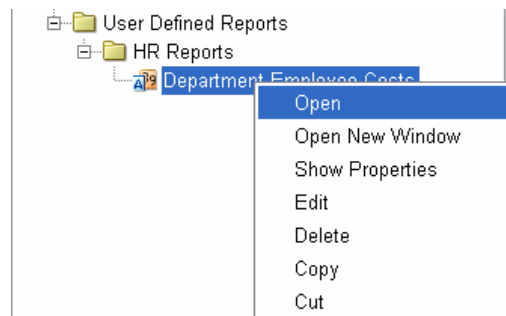 User Defined Reports
HR Reports
Department Employee Costs
Open
Open New Window
Show Properties
Edit
Delete
Copy
Cut